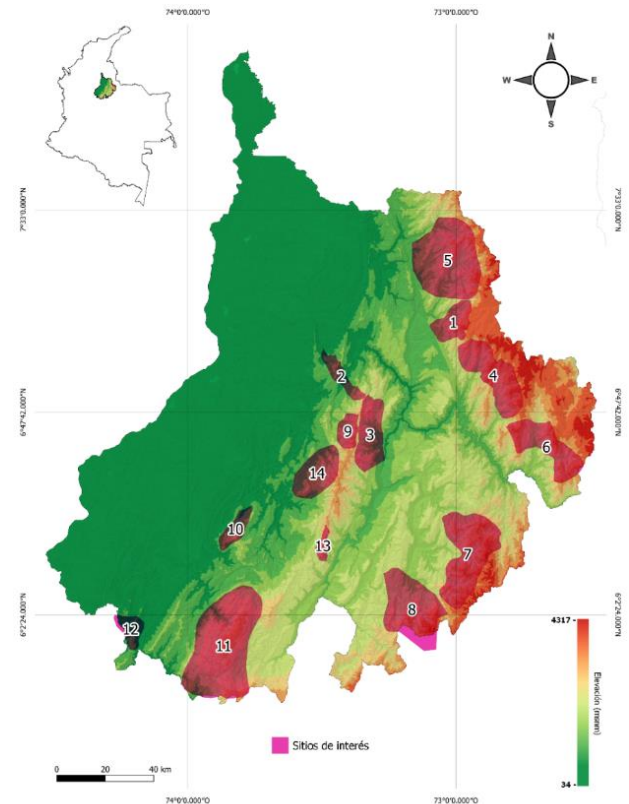 74°0'0.000"O 73°0'0.000"O
N
W E
S
7°33'0.000"N 7°33'0.000"N
5
1
2
4
6°47'42.000"N 6°47'42.000"N
9 3
6
14
10
13
7
8
6°2'24.000"N 6°2'24.000"N
12
11
4317
Elevación (msnm)
34
Sitios de interés
0 20 40 km
74°0'0.000"O 73°0'0.000"O